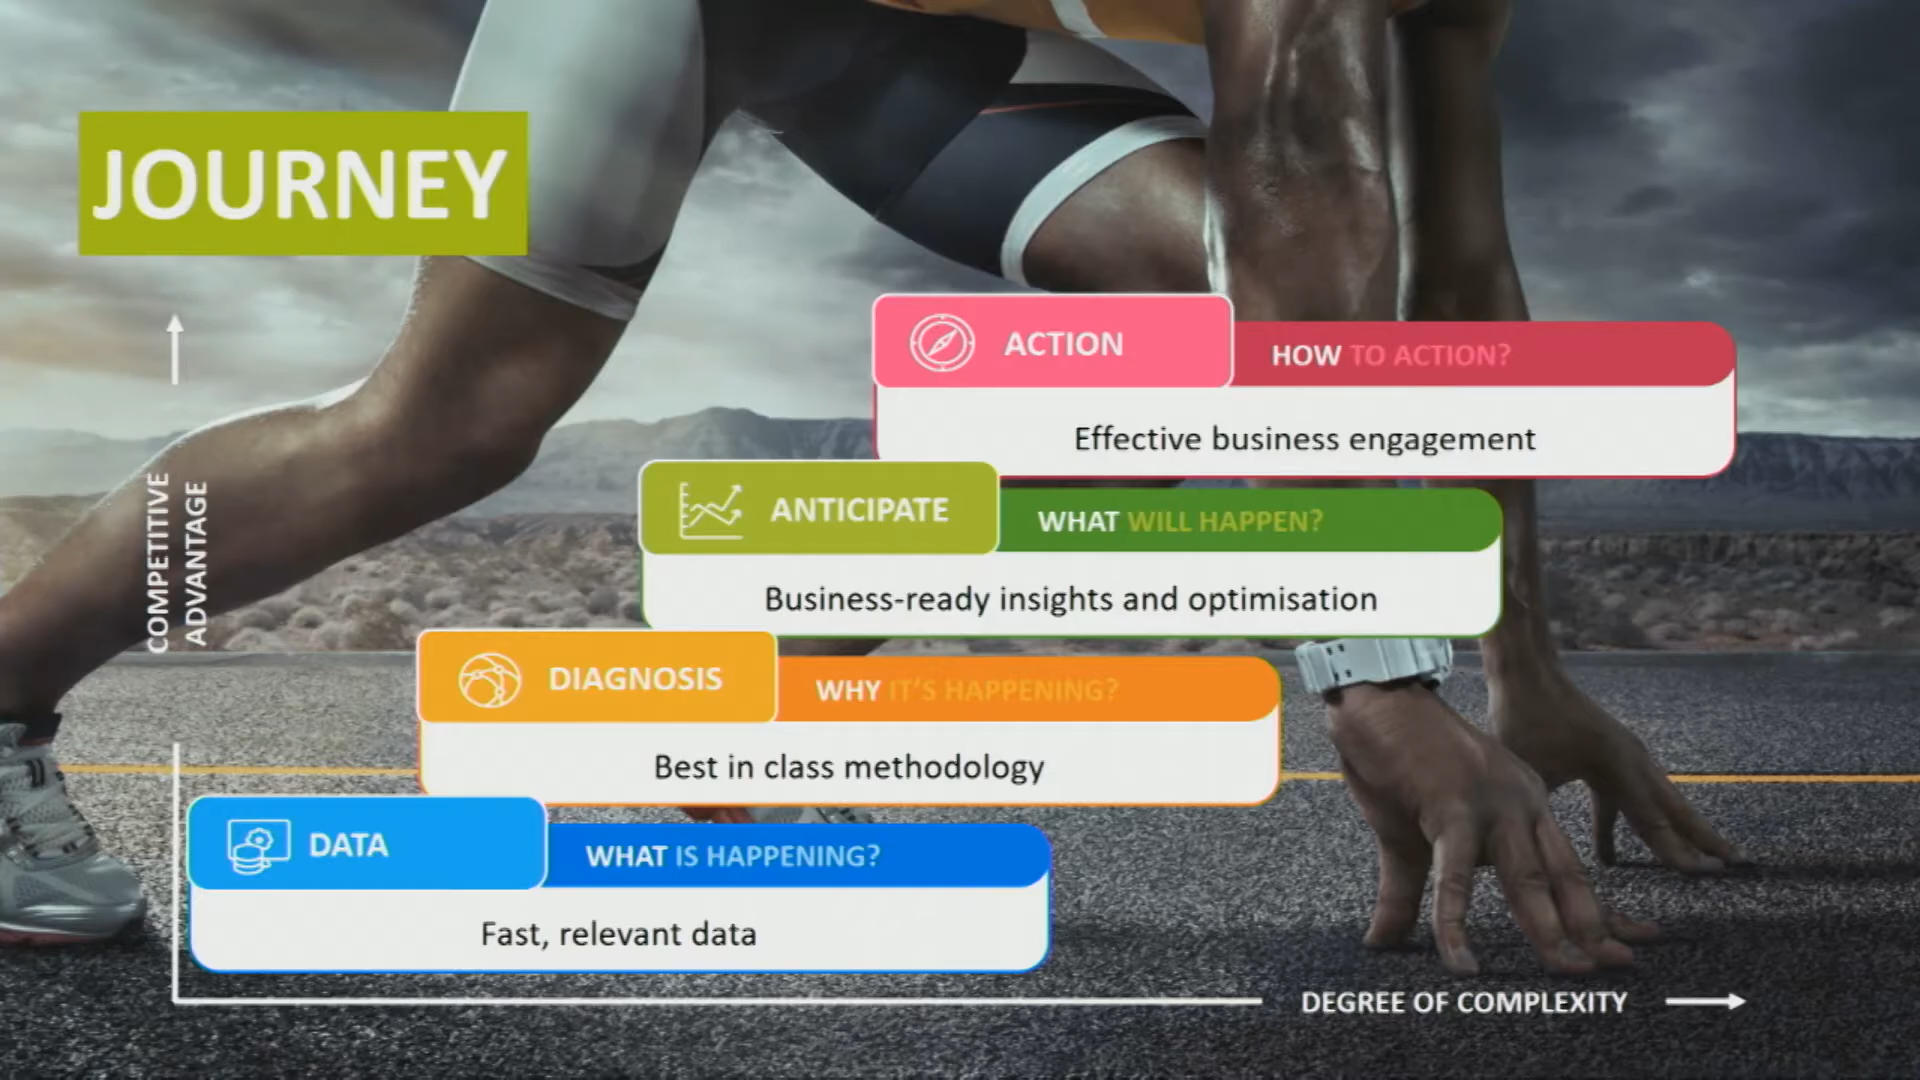 JOURNEY
ACTION
HOW TO ACTION?
Effective business engagement
ANTICIPATE
WHAT WILL HAPPEN?
Business-ready insights and optimisation
DIAGNOSIS
WHY IT'S HAPPENING?
Best in class methodology
DATA
WHAT IS HAPPENING?
Fast, relevant data
COMPETITIVE
ADVANTAGE
DEGREE OF COMPLEXITY